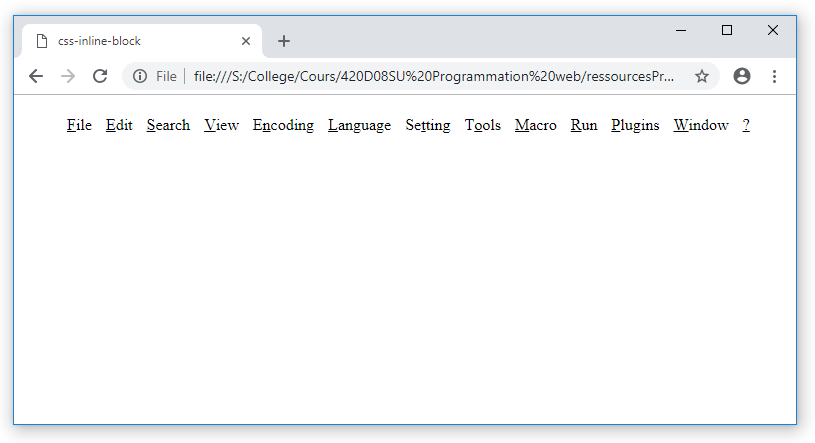 css-inline-block
File file:///S:/College/Cours/420D08SU%20Programmation%20web/ressourcesPr...
File Edit Search View Encoding Language Setting Tools Macro Run Plugins Window ?